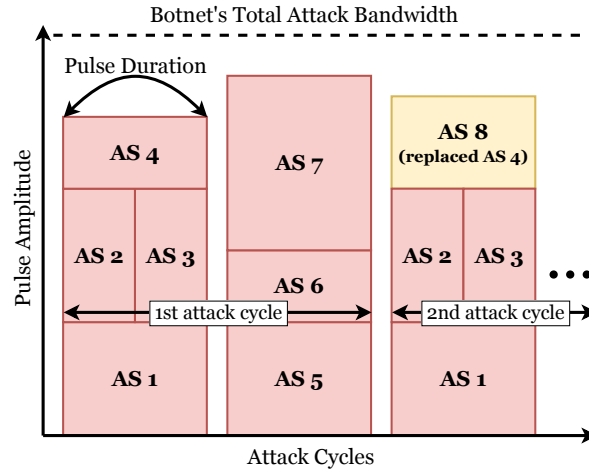 Botnet's Total Attack Bandwidth
Pulse Duration
Pulse Amplitude
AS 4
AS 2
AS 3
AS 1
AS 7
AS 6
AS 5
AS 8
(replaced AS 4)
AS 2
AS 3
AS 1
1st attack cycle
2nd attack cycle
Attack Cycles